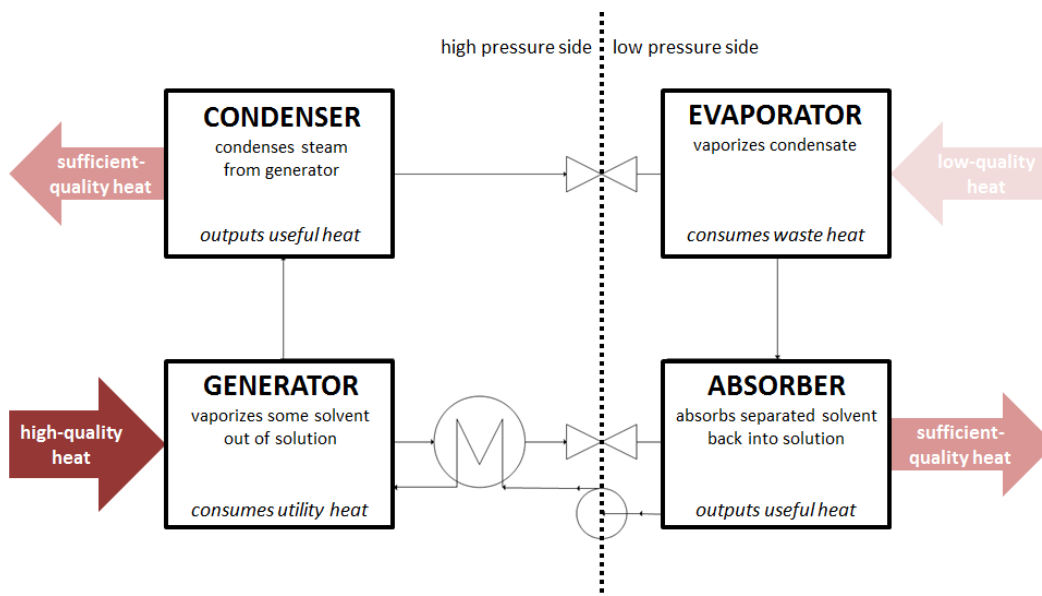 high pressure side
low pressure side
CONDENSER
condenses steam
from generator
outputs useful heat
EVAPORATOR
vaporizes condensate
consumes waste heat
sufficient-
quality heat
low-quality
heat
GENERATOR
vaporizes some solvent
out of solution
consumes utility heat
ABSORBER
absorbs separated solvent
back into solution
outputs useful heat
high-quality
heat
sufficient-
quality heat